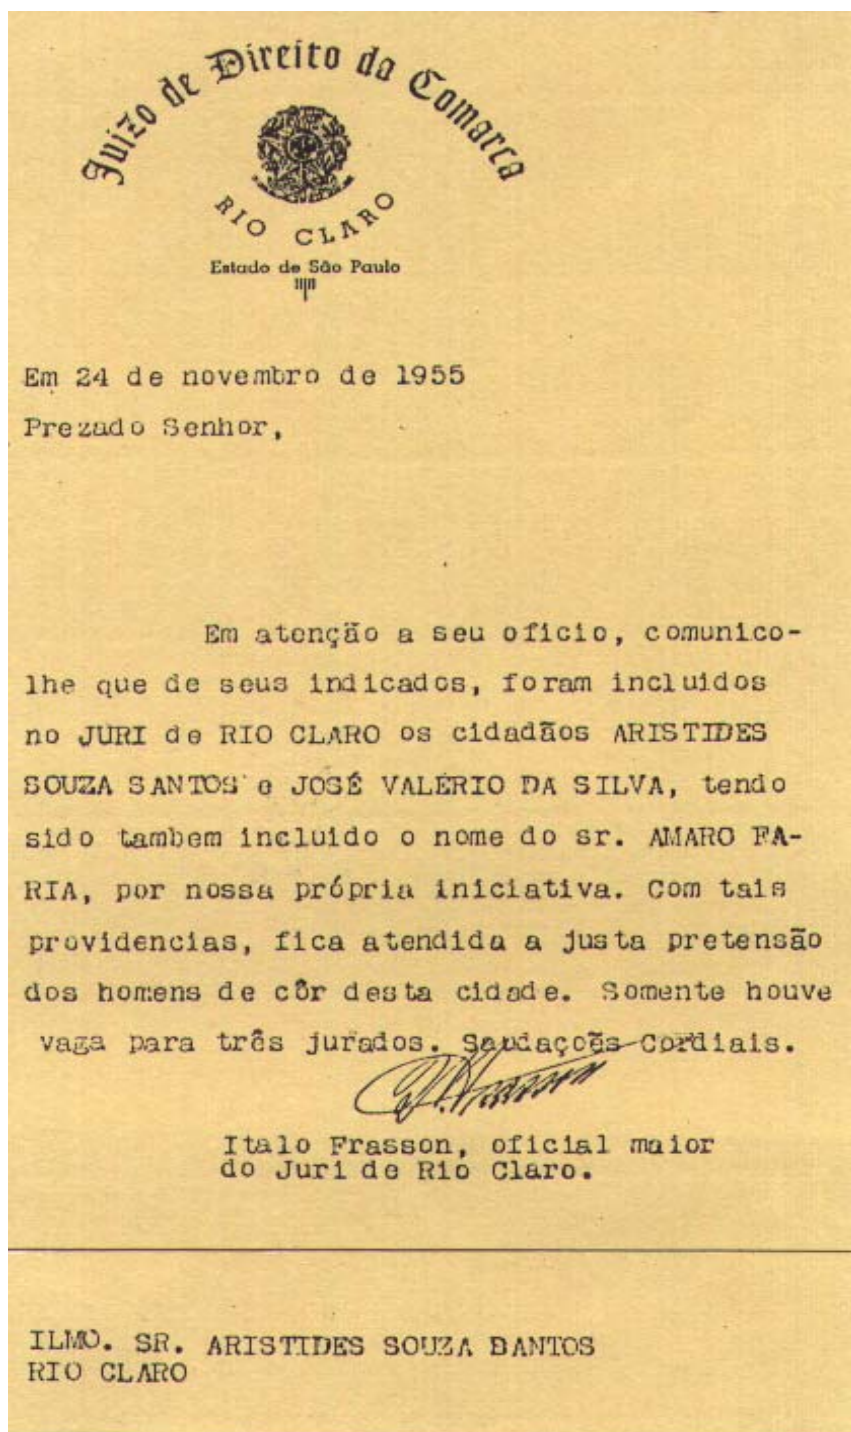 Juizo de Direito da Comarca
RIO CLARO
Estado de São Paulo
Em 24 de novembro de 1955
Prezado Senhor,
Em atenção a seu oficio, comunico-
lhe que de seus indicados, foram incluidos
no JURI de RIO CLARO os cidadãos ARISTIDES
SOUZA SANTOS e JOSÉ VALÉRIO DA SILVA, tendo
sido tambem incluido o nome do sr. AMARO FA-
RIA, por nossa própria iniciativa. Com tais
providencias, fica atendida a justa pretensão
dos homens de côr desta cidade. Somente houve
vaga para três jurados. Saudações Cordiais.
Italo Frasson, oficial maior
do Juri de Rio Claro.
ILMO. SR. ARISTIDES SOUZA SANTOS
RIO CLARO